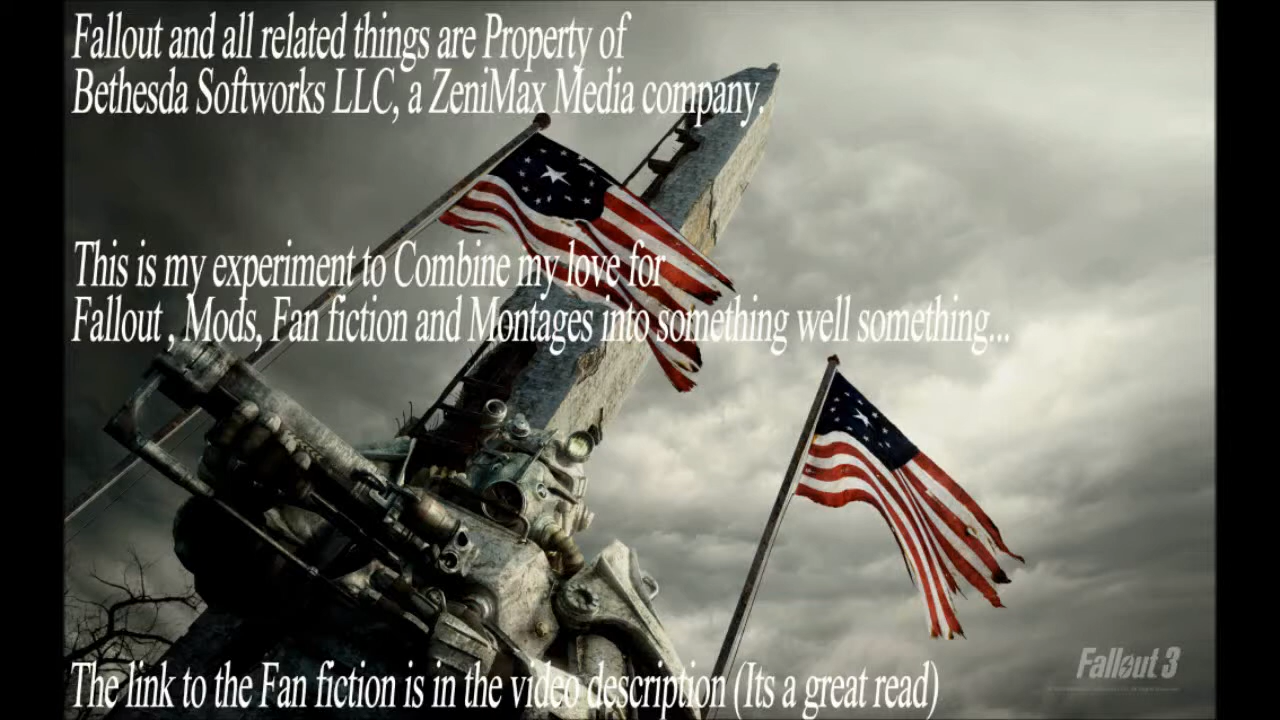 Fallout and all related things are Property of
Bethesda Softworks LLC, a ZeniMax Media company.
This is my experiment to Combine my love for
Fallout , Mods, Fan fiction and Montages into something well something...
Fallout 3
The link to the Fan fiction is in the video description (Its a great read)